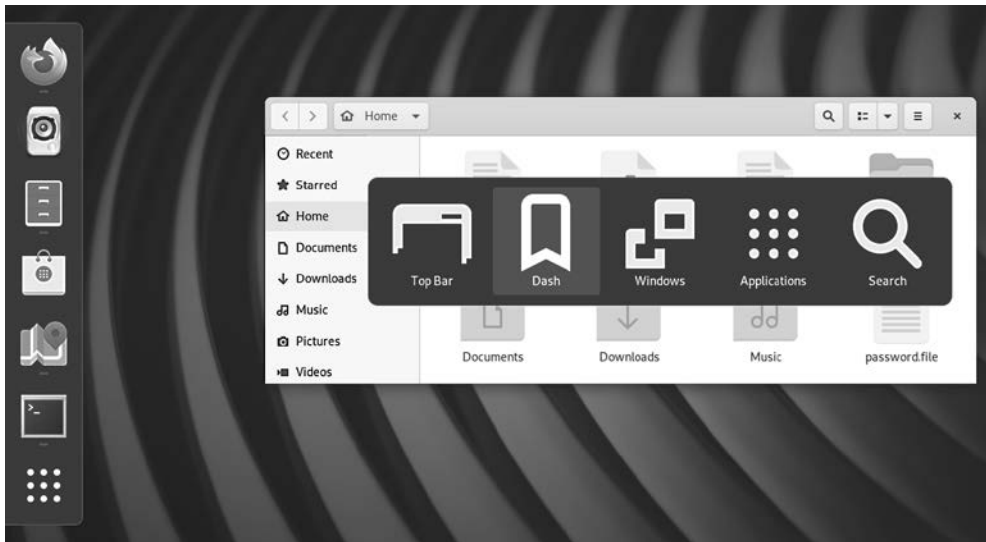 Home
Recent
Starred
Home
Documents
Downloads
Music
Pictures
Videos
Top Bar
Dash
Windows
Applications
Search
Documents
Downloads
Music
password.file
>_